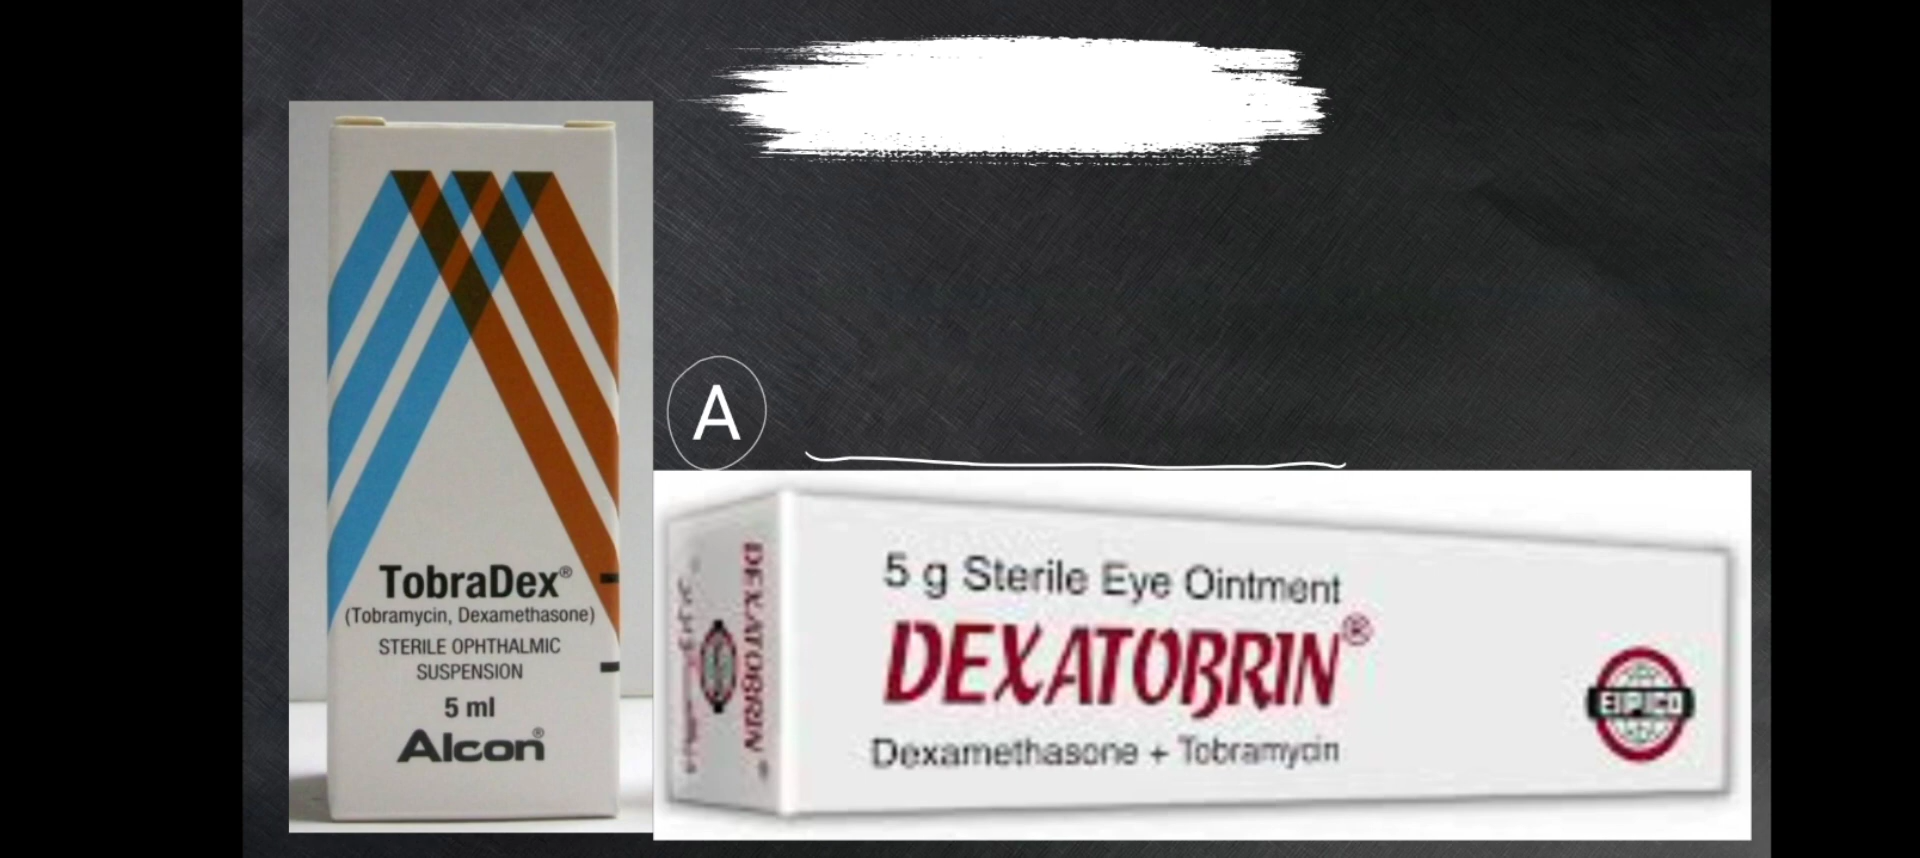 TobraDex®
(Tobramycin, Dexamethasone)
STERILE OPHTHALMIC
SUSPENSION
5 ml
Alcon®
A
5 g Sterile Eye Ointment
DEXATOBRIN®
Dexamethasone + Tobramycin
EIPICO
DEXATOBRIN®